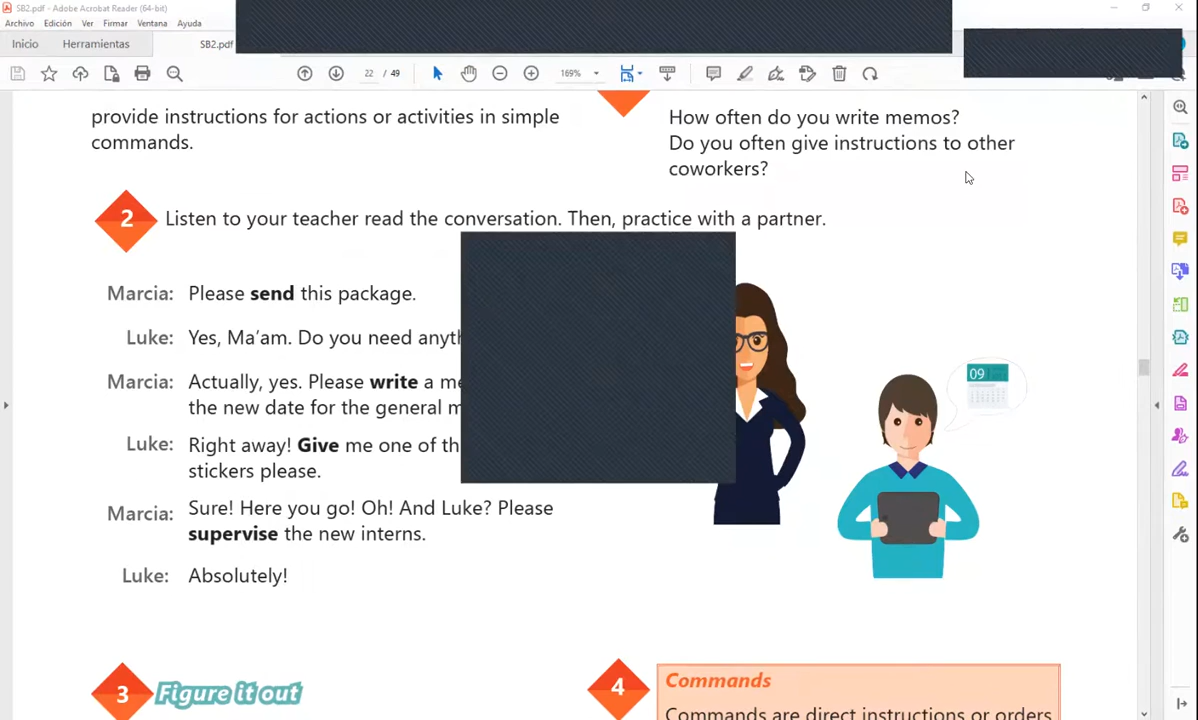 SB2.pdf - Adobe Acrobat Reader (64-bit)
Archivo Edición Ver Firmar Ventana Ayuda
Inicio Herramientas SB2.pdf
22 / 49 169%
provide instructions for actions or activities in simple
commands.
How often do you write memos?
Do you often give instructions to other
coworkers?
2 Listen to your teacher read the conversation. Then, practice with a partner.
Marcia: Please send this package.
Luke: Yes, Ma'am. Do you need
Marcia: Actually, yes. Please write a
the new date for the general
Luke: Right away! Give me one of
stickers please.
Marcia: Sure! Here you go! Oh! And Luke? Please
supervise the new interns.
Luke: Absolutely!
09
3 Figure it out
4 Commands
Commands are direct instructions or orders